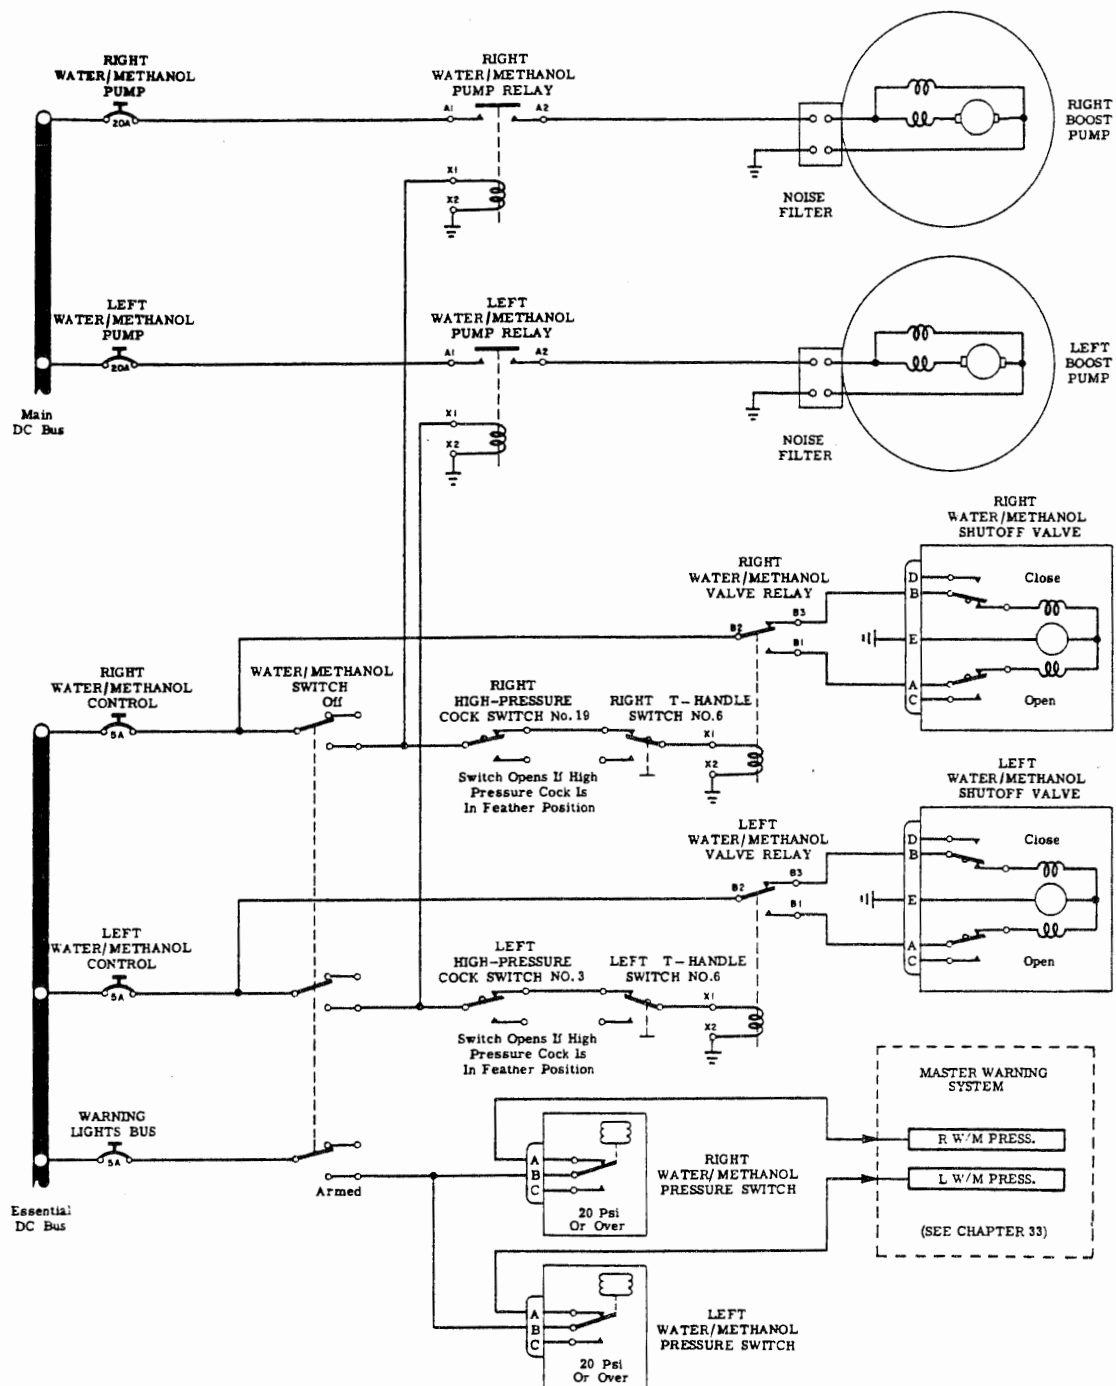 RIGHT
WATER/METHANOL
PUMP
20A
RIGHT
WATER/METHANOL
PUMP RELAY
A1
A2
X1
X2
NOISE
FILTER
RIGHT
BOOST
PUMP
LEFT
WATER/METHANOL
PUMP
20A
Main
DC Bus
LEFT
WATER/METHANOL
PUMP RELAY
A1
A2
X1
X2
NOISE
FILTER
LEFT
BOOST
PUMP
RIGHT
WATER/METHANOL
SHUTOFF VALVE
D
B
E
A
C
Close
Open
RIGHT
WATER/METHANOL
VALVE RELAY
B2
B3
B1
RIGHT
WATER/METHANOL
CONTROL
5A
WATER/METHANOL
SWITCH
Off
RIGHT
HIGH-PRESSURE
COCK SWITCH No.19
RIGHT T-HANDLE
SWITCH NO.6
X1
X2
Switch Opens If High
Pressure Cock Is
In Feather Position
LEFT
WATER/METHANOL
SHUTOFF VALVE
D
B
E
A
C
Close
Open
LEFT
WATER/METHANOL
VALVE RELAY
B2
B3
B1
LEFT
WATER/METHANOL
CONTROL
5A
LEFT
HIGH-PRESSURE
COCK SWITCH NO.3
LEFT T-HANDLE
SWITCH NO.6
X1
X2
Switch Opens If High
Pressure Cock Is
In Feather Position
WARNING
LIGHTS BUS
5A
Armed
Essential
DC Bus
A
B
C
20 Psi
Or Over
RIGHT
WATER/METHANOL
PRESSURE SWITCH
MASTER WARNING
SYSTEM
R W/M PRESS.
L W/M PRESS.
(SEE CHAPTER 33)
A
B
C
20 Psi
Or Over
LEFT
WATER/METHANOL
PRESSURE SWITCH